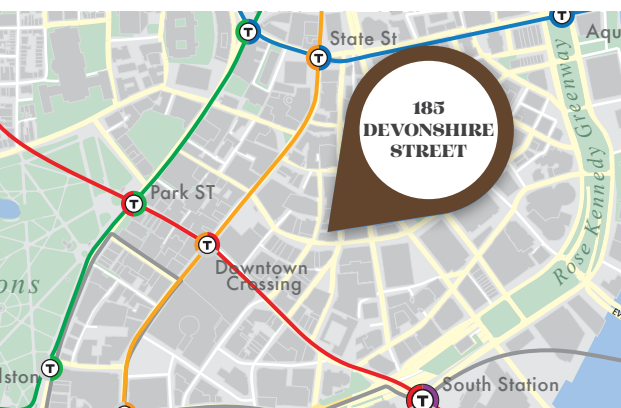 State St
Aqu
185
DEVONSHIRE
STREET
Rose Kennedy Greenway
Park ST
Downtown
Crossing
ons
lston
South Station
T
T
T
T
T
T
T